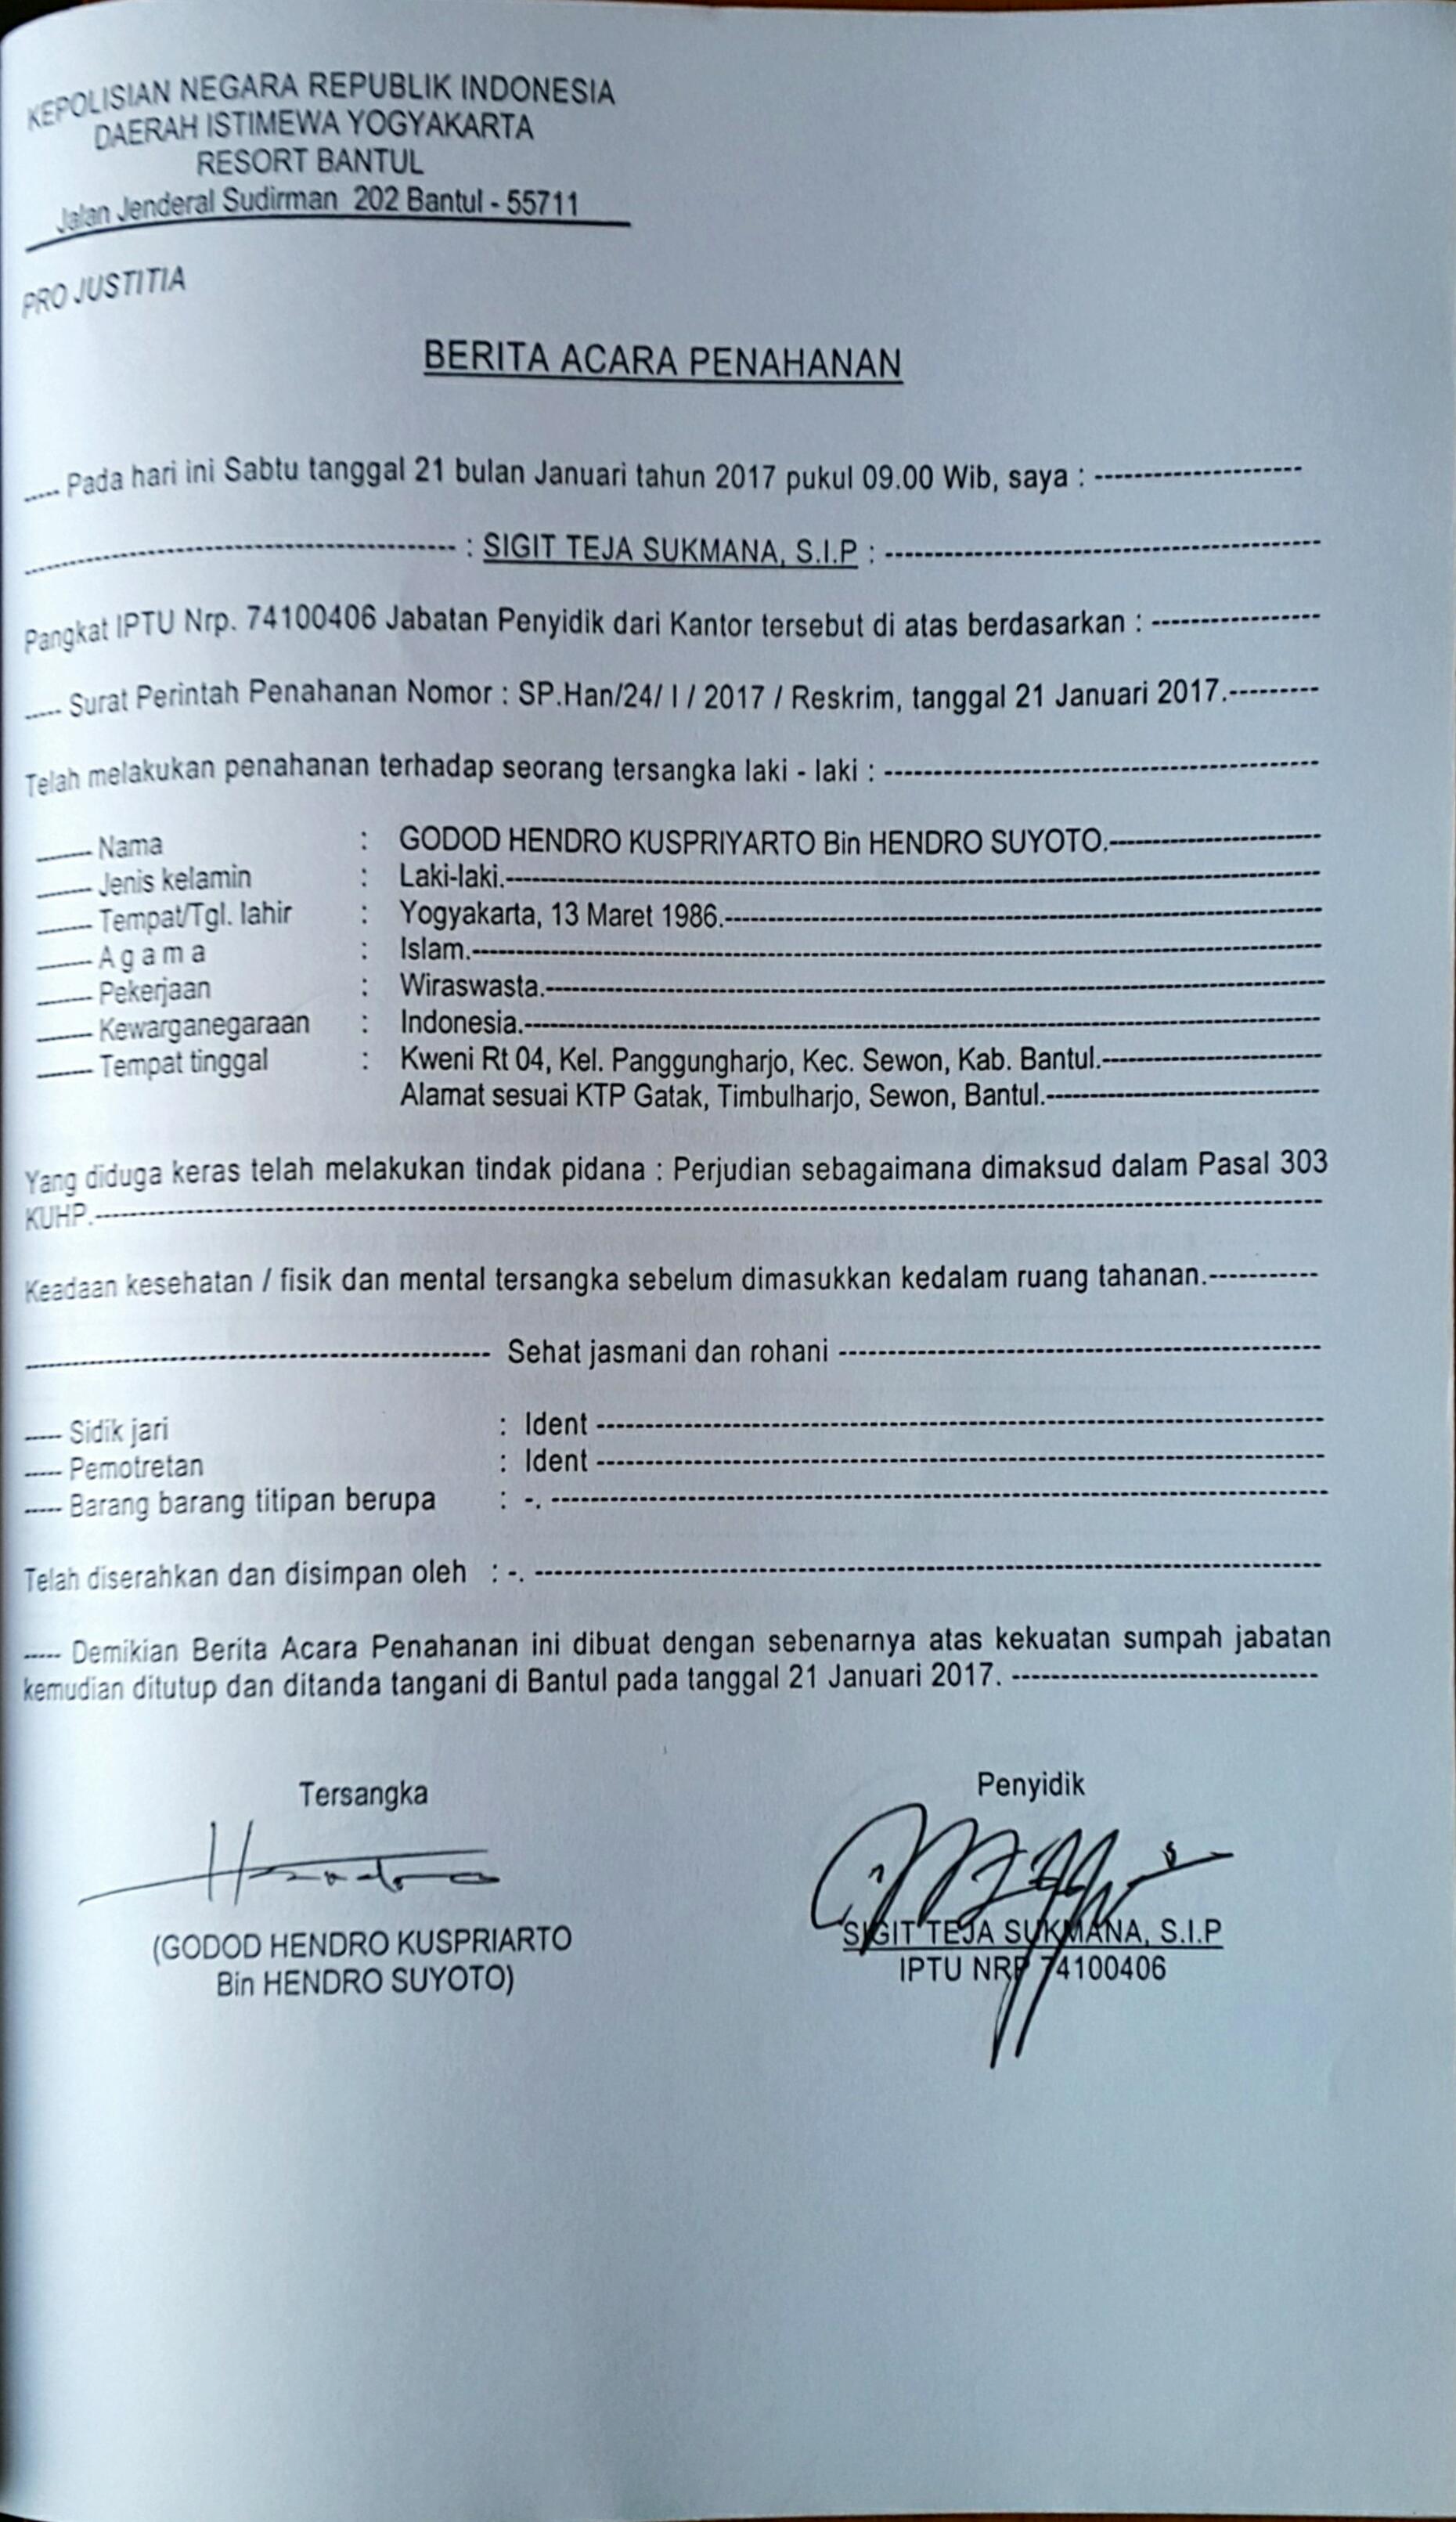 KEPOLISIAN NEGARA REPUBLIK INDONESIA
DAERAH ISTIMEWA YOGYAKARTA
RESORT BANTUL
Jalan Jenderal Sudirman 202 Bantul - 55711
PRO JUSTITIA
BERITA ACARA PENAHANAN
----- Pada hari ini Sabtu tanggal 21 bulan Januari tahun 2017 pukul 09.00 Wib, saya : ---------------------
-------------------------------------------- : SIGIT TEJA SUKMANA, S.I.P : --------------------------------------------
Pangkat IPTU Nrp. 74100406 Jabatan Penyidik dari Kantor tersebut di atas berdasarkan : -----------------
----- Surat Perintah Penahanan Nomor : SP.Han/24/ I / 2017 / Reskrim, tanggal 21 Januari 2017.---------
Telah melakukan penahanan terhadap seorang tersangka laki - laki : --------------------------------------------
------- Nama : GODOD HENDRO KUSPRIYARTO Bin HENDRO SUYOTO.---------------------
------- Jenis kelamin : Laki-laki.--------------------------------------------
------- Tempat/Tgl. lahir : Yogyakarta, 13 Maret 1986.--------------------------------------------
------- A g a m a : Islam.--------------------------------------------
------- Pekerjaan : Wiraswasta.--------------------------------------------
------- Kewarganegaraan : Indonesia.--------------------------------------------
------- Tempat tinggal : Kweni Rt 04, Kel. Panggungharjo, Kec. Sewon, Kab. Bantul.----------------------
Alamat sesuai KTP Gatak, Timbulharjo, Sewon, Bantul.---------------------------
Yang diduga keras telah melakukan tindak pidana : Perjudian sebagaimana dimaksud dalam Pasal 303
KUHP.--------------------------------------------
Keadaan kesehatan / fisik dan mental tersangka sebelum dimasukkan kedalam ruang tahanan.-----------
-------------------------------------------- Sehat jasmani dan rohani --------------------------------------------
----- Sidik jari : Ident --------------------------------------------
----- Pemotretan : Ident --------------------------------------------
----- Barang barang titipan berupa : -. --------------------------------------------
Telah diserahkan dan disimpan oleh : -. --------------------------------------------
----- Demikian Berita Acara Penahanan ini dibuat dengan sebenarnya atas kekuatan sumpah jabatan
kemudian ditutup dan ditanda tangani di Bantul pada tanggal 21 Januari 2017. -------------------------------
Tersangka
Penyidik
(GODOD HENDRO KUSPRIARTO
Bin HENDRO SUYOTO)
SIGIT TEJA SUKMANA, S.I.P
IPTU NRP 74100406